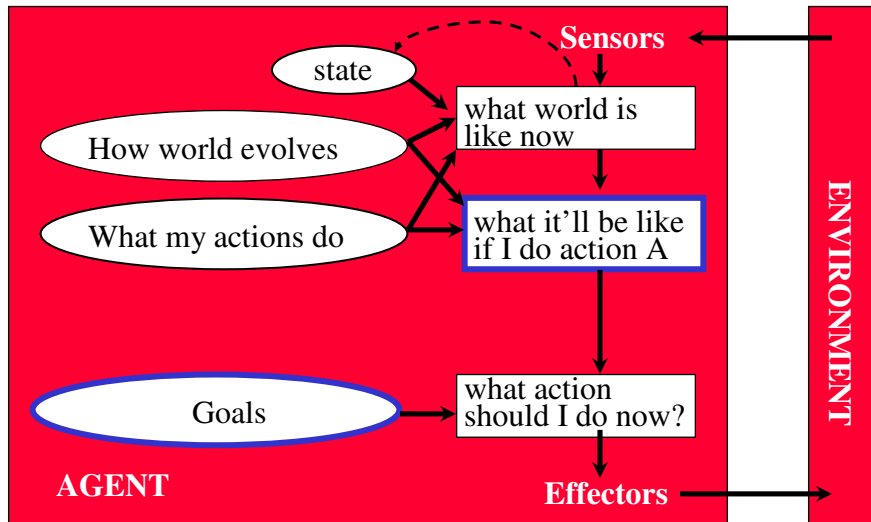 Sensors
state
what world is
like now
How world evolves
What my actions do
what it’ll be like
if I do action A
Goals
what action
should I do now?
AGENT
Effectors
ENVIRONMENT